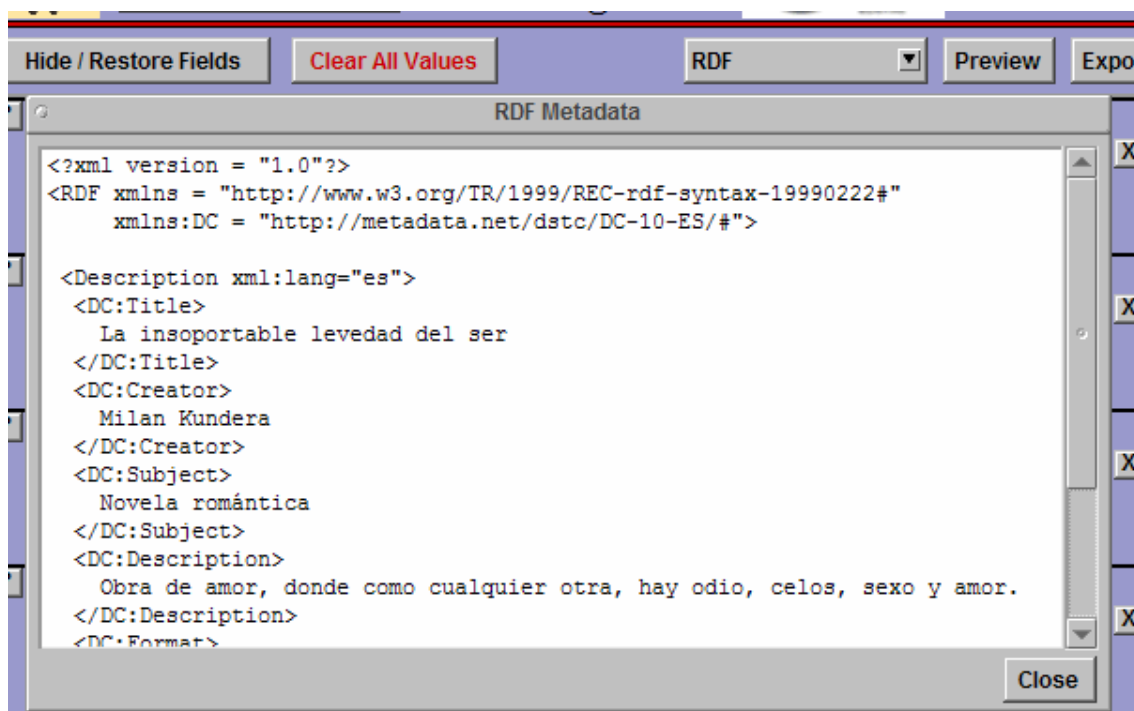 Hide / Restore Fields Clear All Values RDF Preview Expo
RDF Metadata
<?xml version = "1.0"?>
<RDF xmlns = "http://www.w3.org/TR/1999/REC-rdf-syntax-19990222#"
xmlns:DC = "http://metadata.net/dstc/DC-10-ES/#">
<Description xml:lang="es">
<DC:Title>
La insoportable levedad del ser
</DC:Title>
<DC:Creator>
Milan Kundera
</DC:Creator>
<DC:Subject>
Novela romántica
</DC:Subject>
<DC:Description>
Obra de amor, donde como cualquier otra, hay odio, celos, sexo y amor.
</DC:Description>
<DC:Format>
Close
X
X
X
X